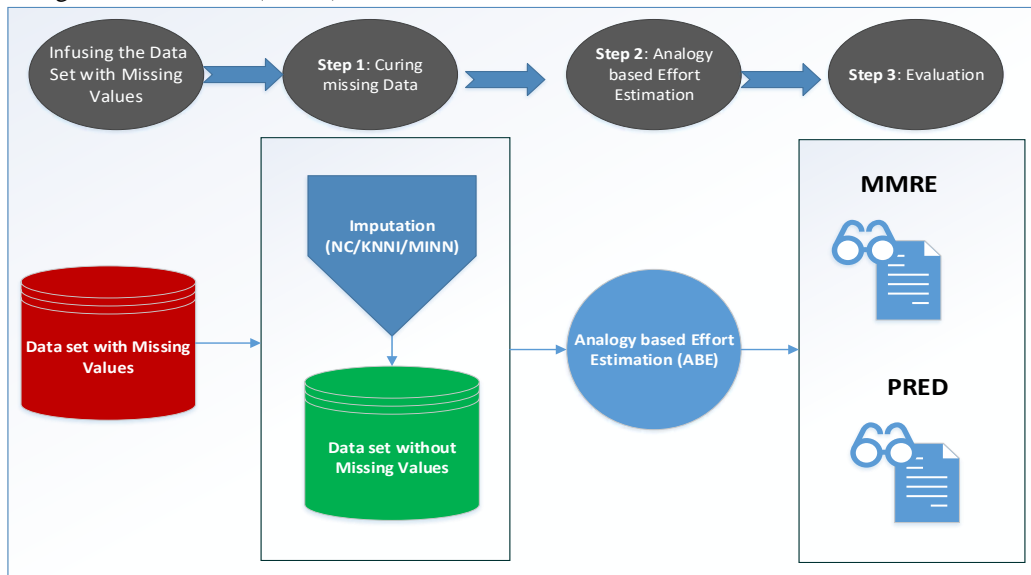 Infusing the Data
Set with Missing
Values
Step 1: Curing
missing Data
Step 2: Analogy
based Effort
Estimation
Step 3: Evaluation
Imputation
(NC/KNNI/MINN)
Data set with Missing
Values
Data set without
Missing Values
Analogy based Effort
Estimation (ABE)
MMRE
PRED